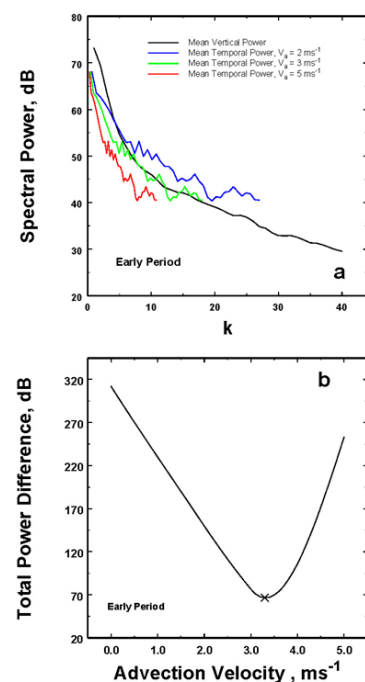 80
70
60
50
40
30
20
Spectral Power, dB
Mean Vertical Power
Mean Temporal Power, Va = 2 ms-1
Mean Temporal Power, Va = 3 ms-1
Mean Temporal Power, Va = 5 ms-1
Early Period
a
0
10
20
30
40
k
b
320
270
220
170
120
70
20
Total Power Difference, dB
Early Period
0.0
1.0
2.0
3.0
4.0
5.0
Advection Velocity , ms-1